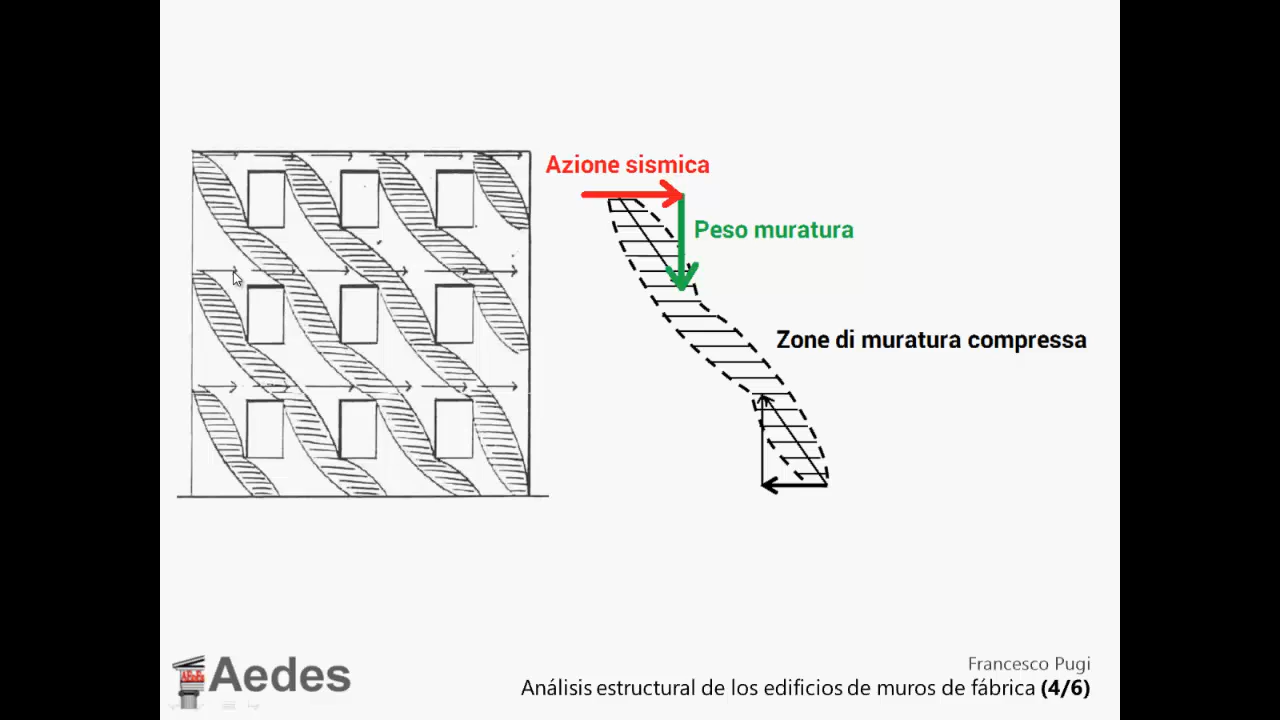 Azione sismica
Peso muratura
Zone di muratura compressa
Aedes
Francesco Pugi
Análisis estructural de los edificios de muros de fábrica (4/6)